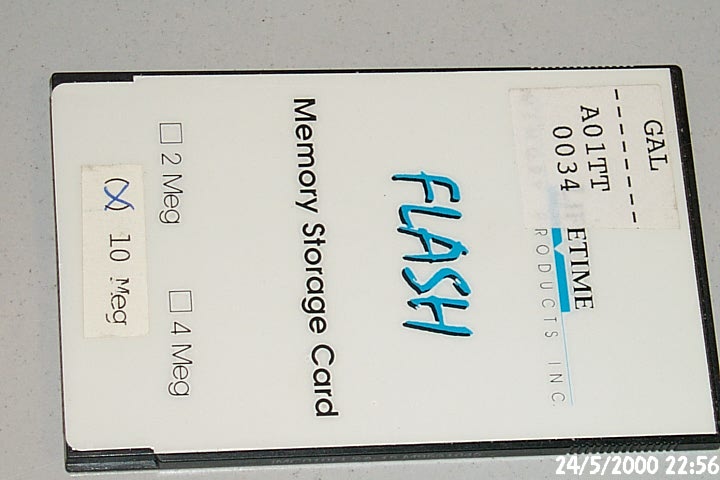 GAL
--------
A01TT
0034
ETIME
RODUCTS INC.
FLASH
Memory Storage Card
2 Meg
4 Meg
(X) 10 Meg
24/5/2000 22:56